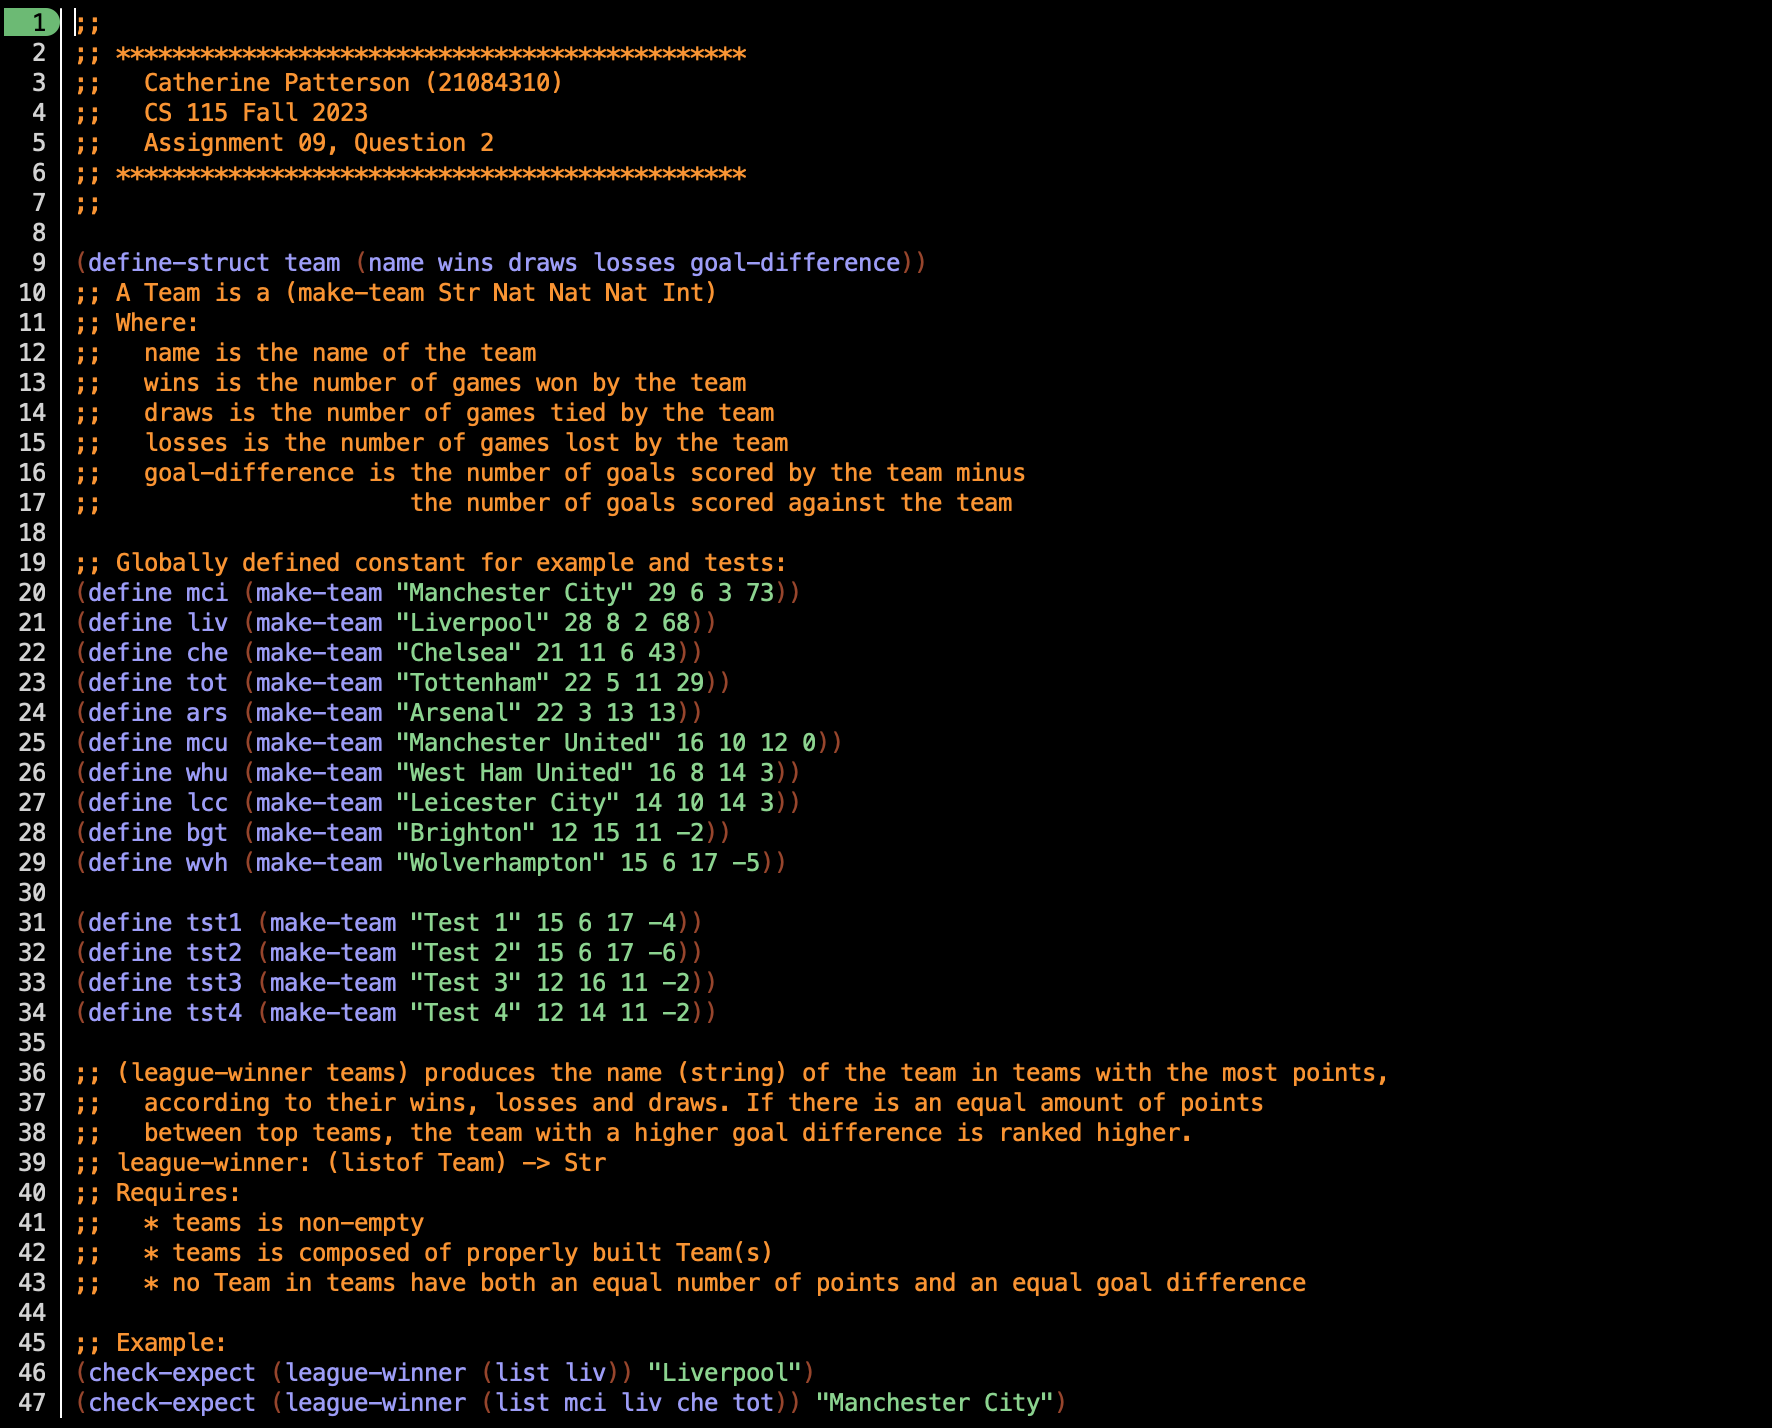 1 ;;
2 ;; *********************************************
3 ;;   Catherine Patterson (21084310)
4 ;;   CS 115 Fall 2023
5 ;;   Assignment 09, Question 2
6 ;; *********************************************
7 ;;
8
9 (define-struct team (name wins draws losses goal-difference))
10 ;; A Team is a (make-team Str Nat Nat Nat Int)
11 ;; Where:
12 ;;   name is the name of the team
13 ;;   wins is the number of games won by the team
14 ;;   draws is the number of games tied by the team
15 ;;   losses is the number of games lost by the team
16 ;;   goal-difference is the number of goals scored by the team minus
17 ;;                      the number of goals scored against the team
18
19 ;; Globally defined constant for example and tests:
20 (define mci (make-team "Manchester City" 29 6 3 73))
21 (define liv (make-team "Liverpool" 28 8 2 68))
22 (define che (make-team "Chelsea" 21 11 6 43))
23 (define tot (make-team "Tottenham" 22 5 11 29))
24 (define ars (make-team "Arsenal" 22 3 13 13))
25 (define mcu (make-team "Manchester United" 16 10 12 0))
26 (define whu (make-team "West Ham United" 16 8 14 3))
27 (define lcc (make-team "Leicester City" 14 10 14 3))
28 (define bgt (make-team "Brighton" 12 15 11 -2))
29 (define wvh (make-team "Wolverhampton" 15 6 17 -5))
30
31 (define tst1 (make-team "Test 1" 15 6 17 -4))
32 (define tst2 (make-team "Test 2" 15 6 17 -6))
33 (define tst3 (make-team "Test 3" 12 16 11 -2))
34 (define tst4 (make-team "Test 4" 12 14 11 -2))
35
36 ;; (league-winner teams) produces the name (string) of the team in teams with the most points,
37 ;;   according to their wins, losses and draws. If there is an equal amount of points
38 ;;   between top teams, the team with a higher goal difference is ranked higher.
39 ;; league-winner: (listof Team) -> Str
40 ;; Requires:
41 ;;   * teams is non-empty
42 ;;   * teams is composed of properly built Team(s)
43 ;;   * no Team in teams have both an equal number of points and an equal goal difference
44
45 ;; Example:
46 (check-expect (league-winner (list liv)) "Liverpool")
47 (check-expect (league-winner (list mci liv che tot)) "Manchester City")